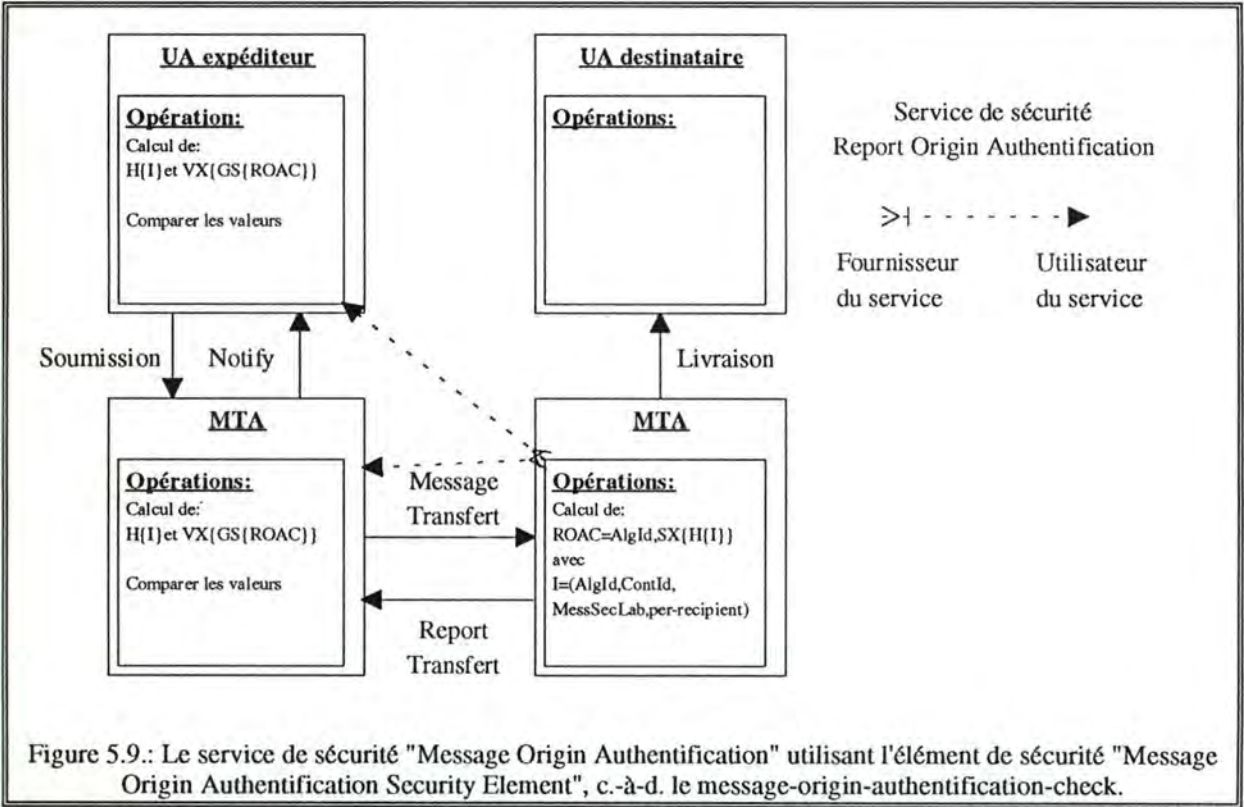 UA expéditeur
Opération:
Calcul de:
H{I}et VX{GS{ROAC}}
Comparer les valeurs
UA destinataire
Opérations:
Service de sécurité
Report Origin Authentification
Fournisseur
du service
Utilisateur
du service
Soumission
Notify
Livraison
MTA
Opérations:
Calcul de:
H{I}et VX{GS{ROAC}}
Comparer les valeurs
Message
Transfert
Report
Transfert
MTA
Opérations:
Calcul de:
ROAC=AlgId,SX{H{I}}
avec
I=(AlgId,ContId,
MessSecLab,per-recipient)
Figure 5.9.: Le service de sécurité "Message Origin Authentification" utilisant l'élément de sécurité "Message
Origin Authentification Security Element", c.-à-d. le message-origin-authentification-check.